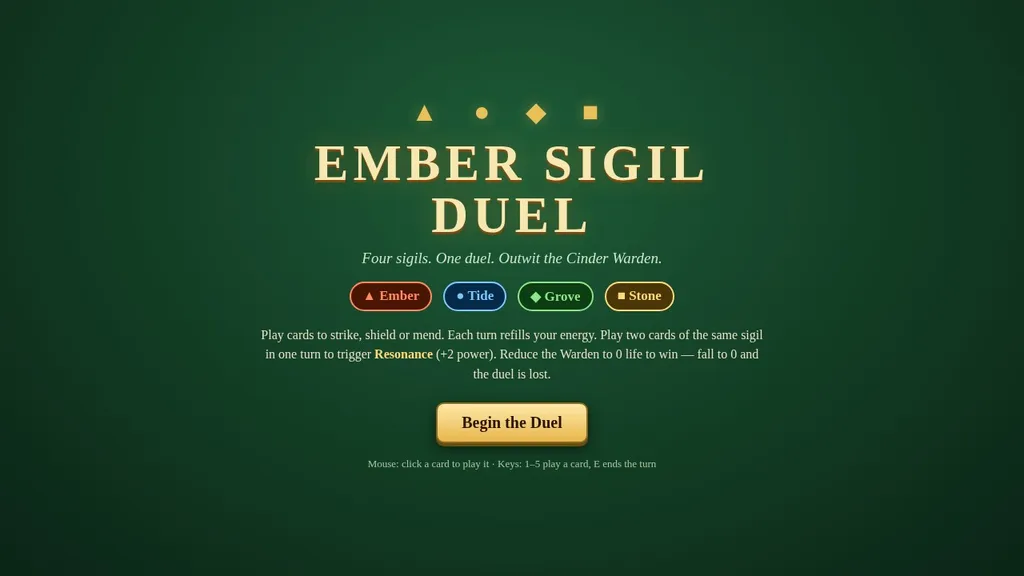 ▲ ● ◆ ■
EMBER SIGIL
DUEL
Four sigils. One duel. Outwit the Cinder Warden.
▲ Ember ● Tide ◆ Grove ■ Stone
Play cards to strike, shield or mend. Each turn refills your energy. Play two cards of the same sigil
in one turn to trigger Resonance (+2 power). Reduce the Warden to 0 life to win — fall to 0 and
the duel is lost.
Begin the Duel
Mouse: click a card to play it · Keys: 1–5 play a card, E ends the turn